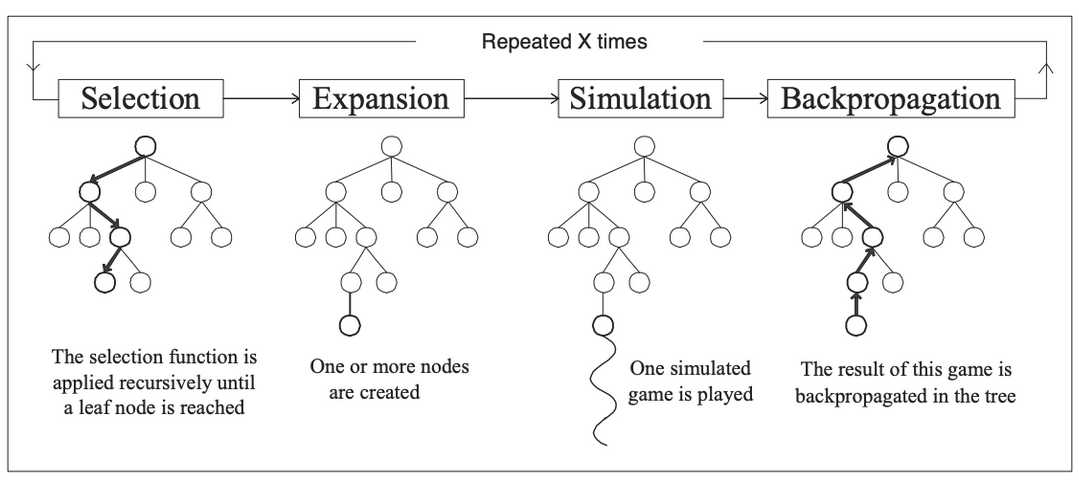 Repeated X times
Selection
Expansion
Simulation
Backpropagation
The selection function is
applied recursively until
a leaf node is reached
One or more nodes
are created
One simulated
game is played
The result of this game is
backpropagated in the tree